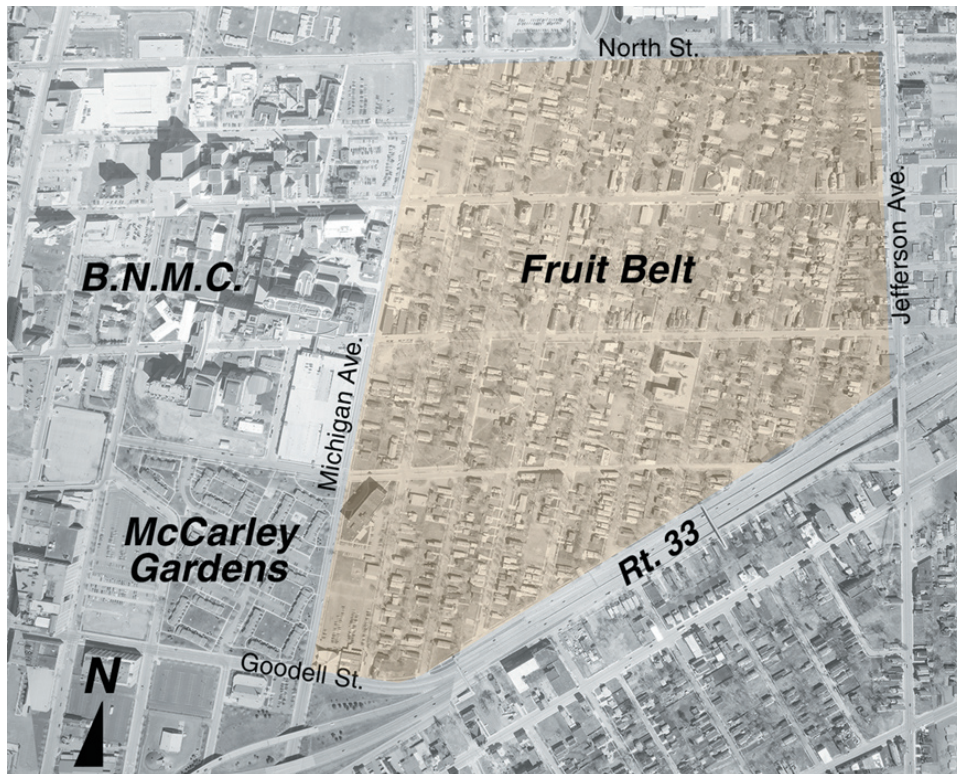 North St.
Jefferson Ave.
Fruit Belt
B.N.M.C.
Michigan Ave.
McCarley
Gardens
Rt. 33
Goodell St.
N